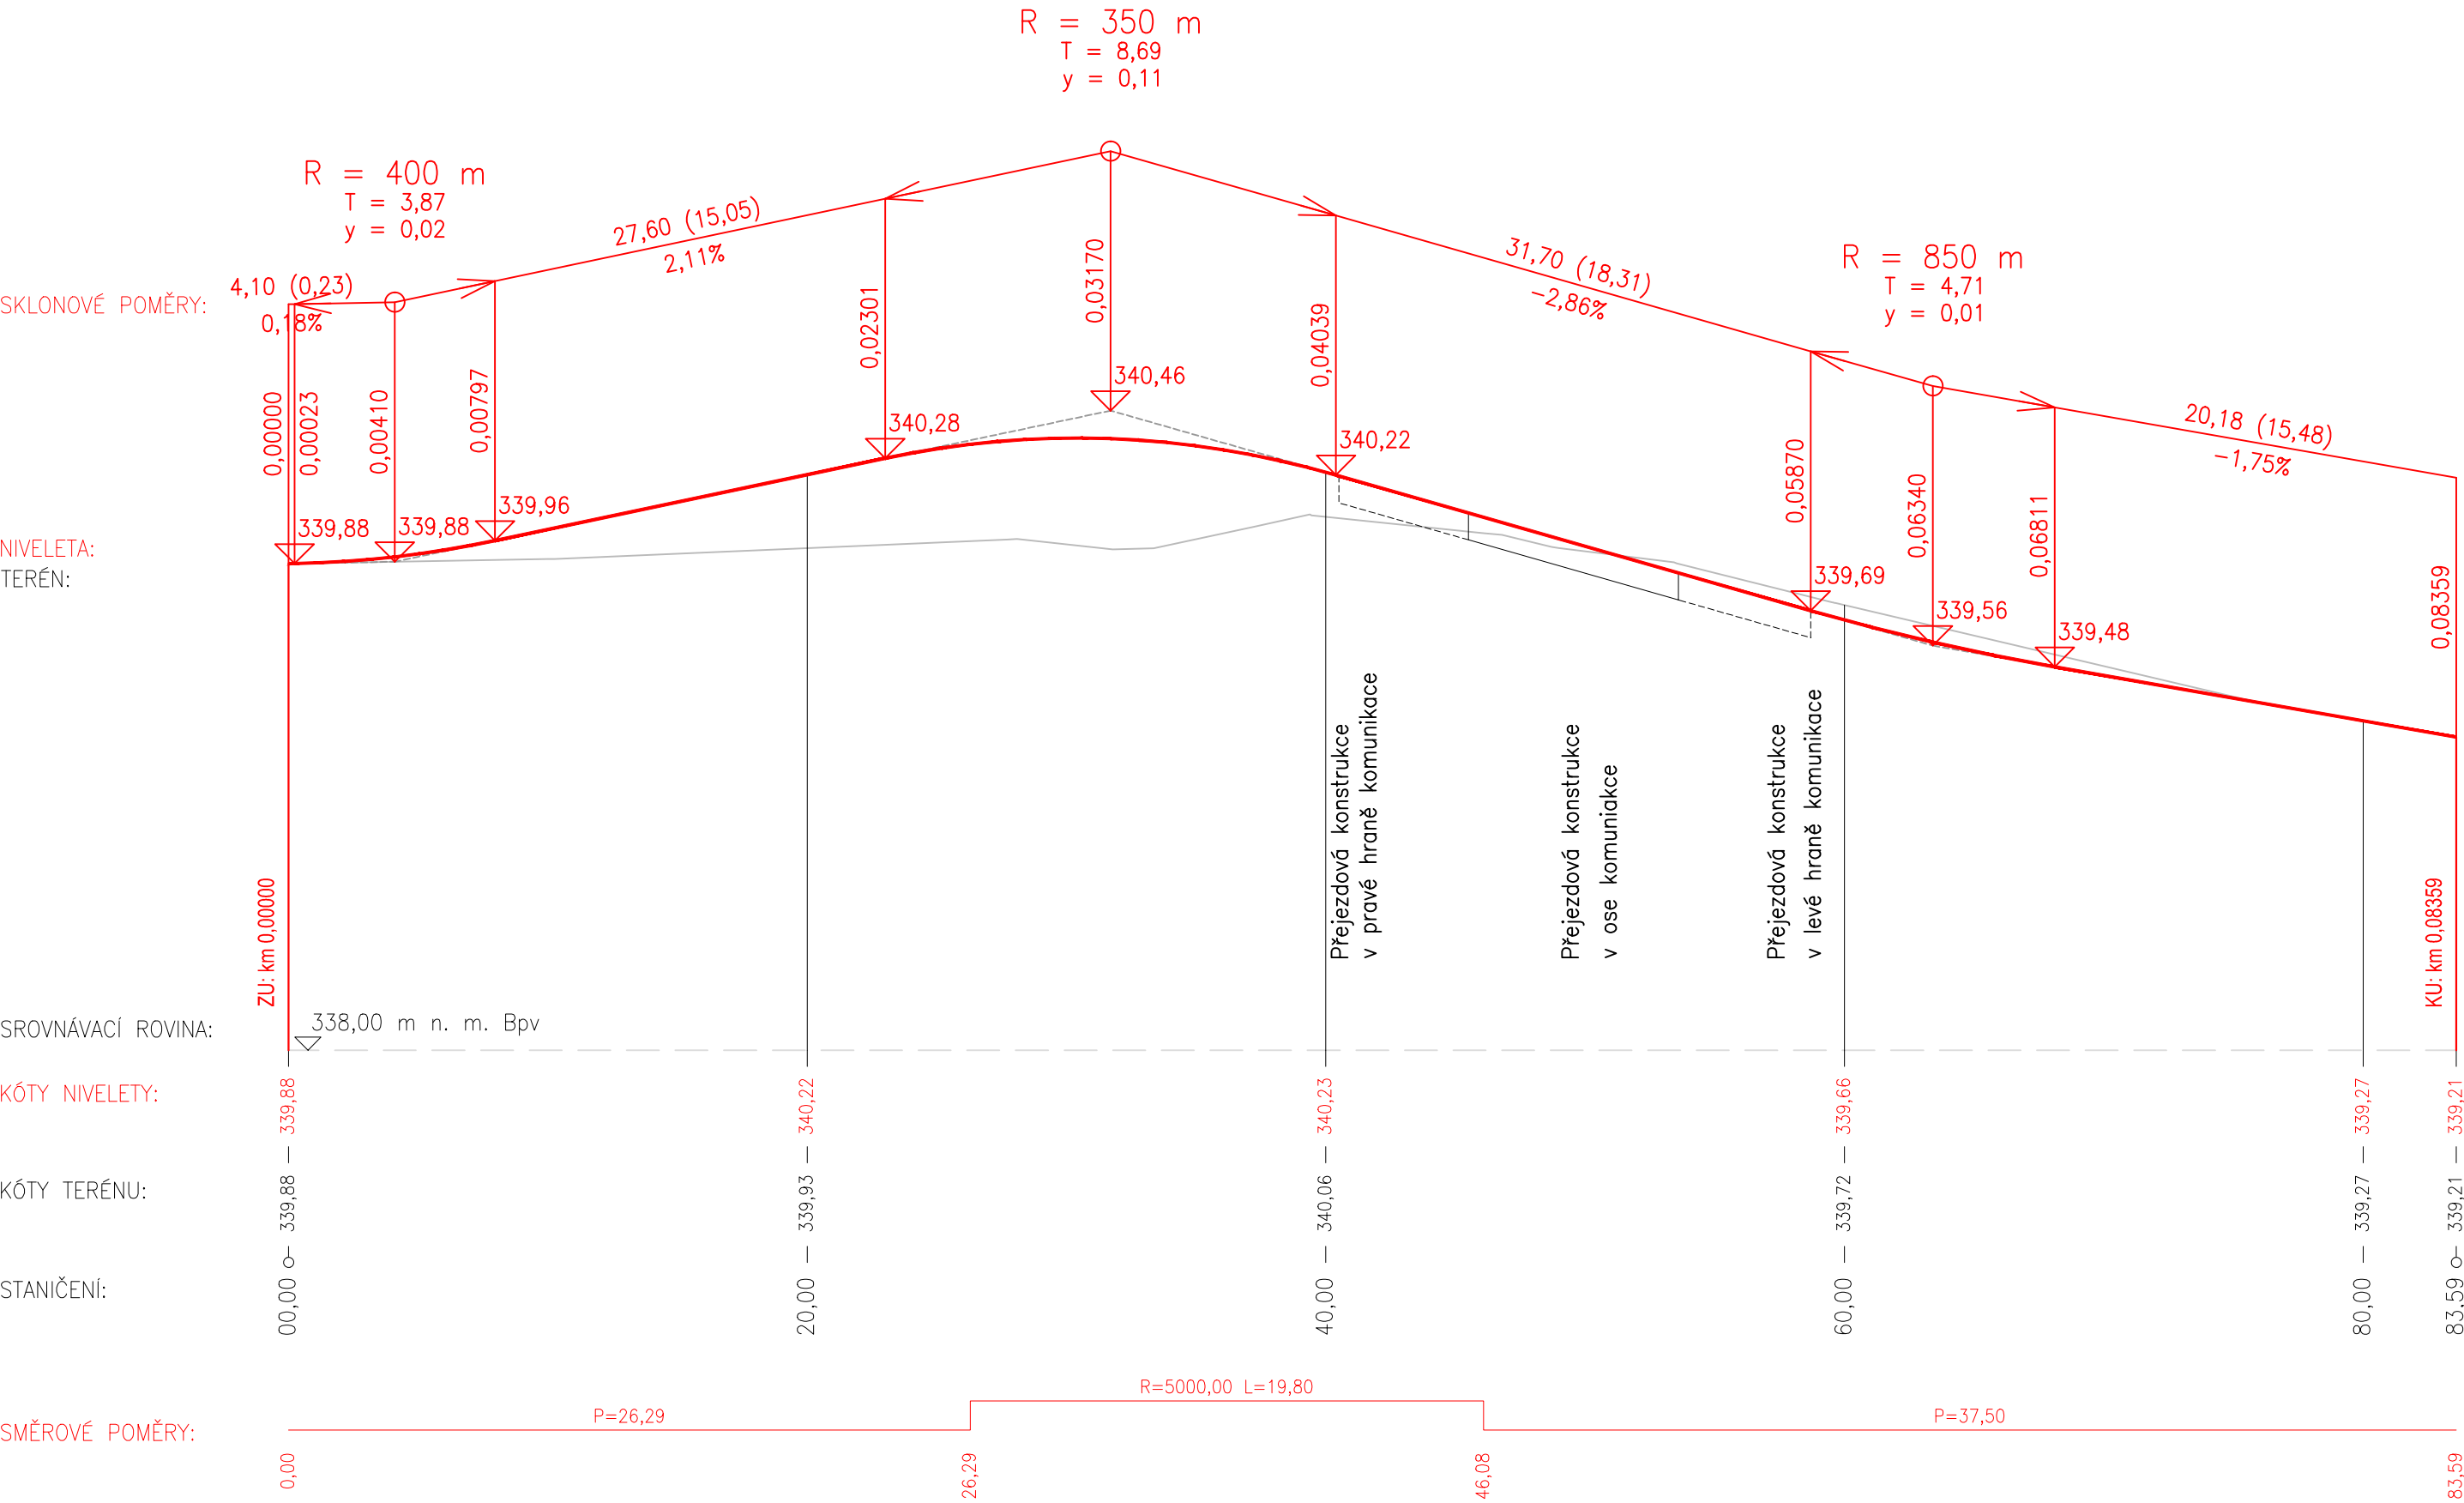 R = 350 m
T = 8,69
y = 0,11
R = 400 m
T = 3,87
y = 0,02
R = 850 m
T = 4,71
y = 0,01
SKLONOVÉ POMĚRY:
4,10 (0,23)
0,18%
27,60 (15,05)
2,11%
31,70 (18,31)
-2,86%
20,18 (15,48)
-1,75%
0,00000
0,00023
0,00410
0,00797
0,02301
0,03170
0,04039
0,05870
0,06340
0,06811
0,08359
339,88
339,88
339,96
340,28
340,46
340,22
339,69
339,56
339,48
NIVELETA:
TERÉN:
Přejezdová konstrukce
v pravé hraně komunikace
Přejezdová konstrukce
v ose komuniakce
Přejezdová konstrukce
v levé hraně komunikace
ZU: km 0,00000
KU: km 0,08359
SROVNÁVACÍ ROVINA:
338,00 m n. m. Bpv
KÓTY NIVELETY:
339,88
340,22
340,23
339,66
339,27
339,21
KÓTY TERÉNU:
339,88
339,93
340,06
339,72
339,27
339,21
STANIČENÍ:
00,00
20,00
40,00
60,00
80,00
83,59
SMĚROVÉ POMĚRY:
P=26,29
R=5000,00 L=19,80
P=37,50
0,00
26,29
46,08
83,59